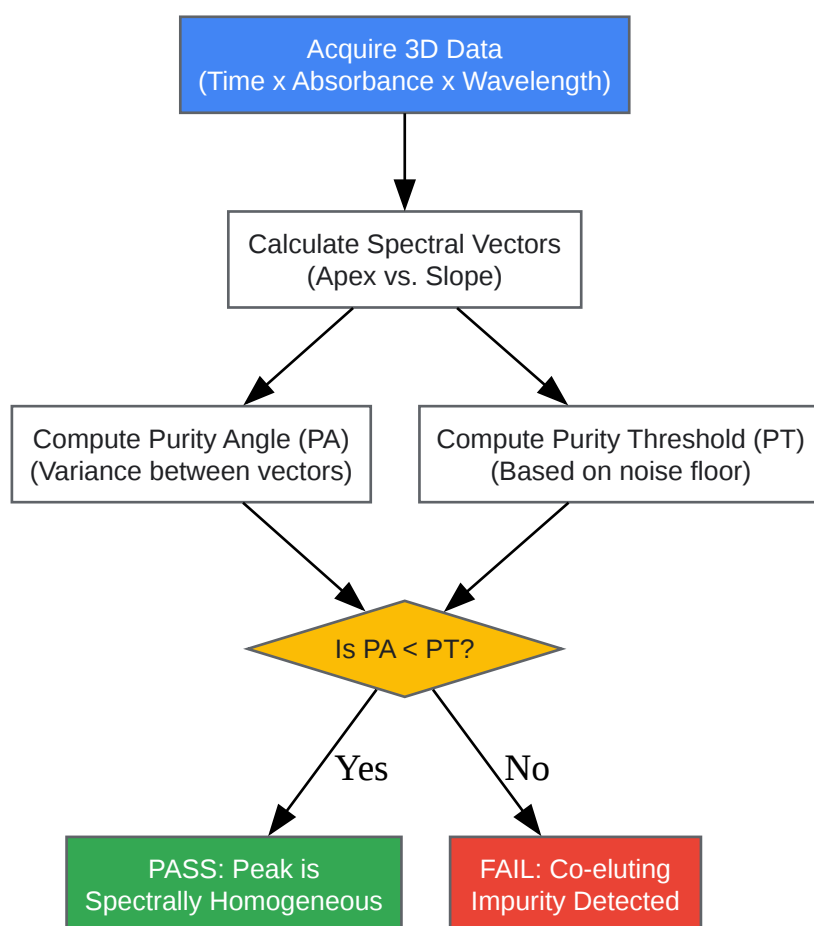 Acquire 3D Data
(Time x Absorbance x Wavelength)
Calculate Spectral Vectors
(Apex vs. Slope)
Compute Purity Angle (PA)
(Variance between vectors)
Compute Purity Threshold (PT)
(Based on noise floor)
Is PA < PT?
Yes
No
PASS: Peak is
Spectrally Homogeneous
FAIL: Co-eluting
Impurity Detected